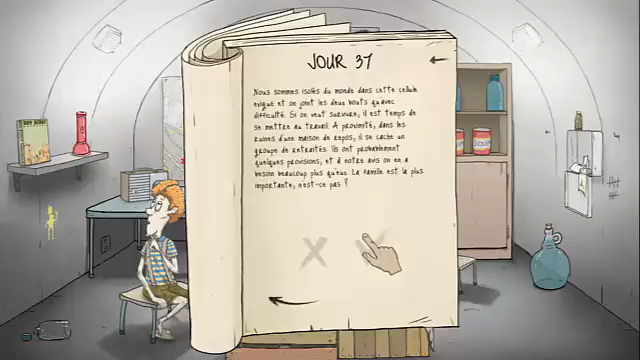 JOUR 37
Nous sommes isolés du monde dans cette cellule
exiguë et on joint les deux bouts qu'avec
difficulté. Si on veut survivre, il est temps de
se mettre au travail. À proximité, dans les
ruines d'une maison de repos, il se cache un
groupe de retraités. Ils ont probablement
quelques provisions, et à notre avis on en a
besoin beaucoup plus qu'eux. La famille est la plus
importante, n'est-ce pas ?
SOUP